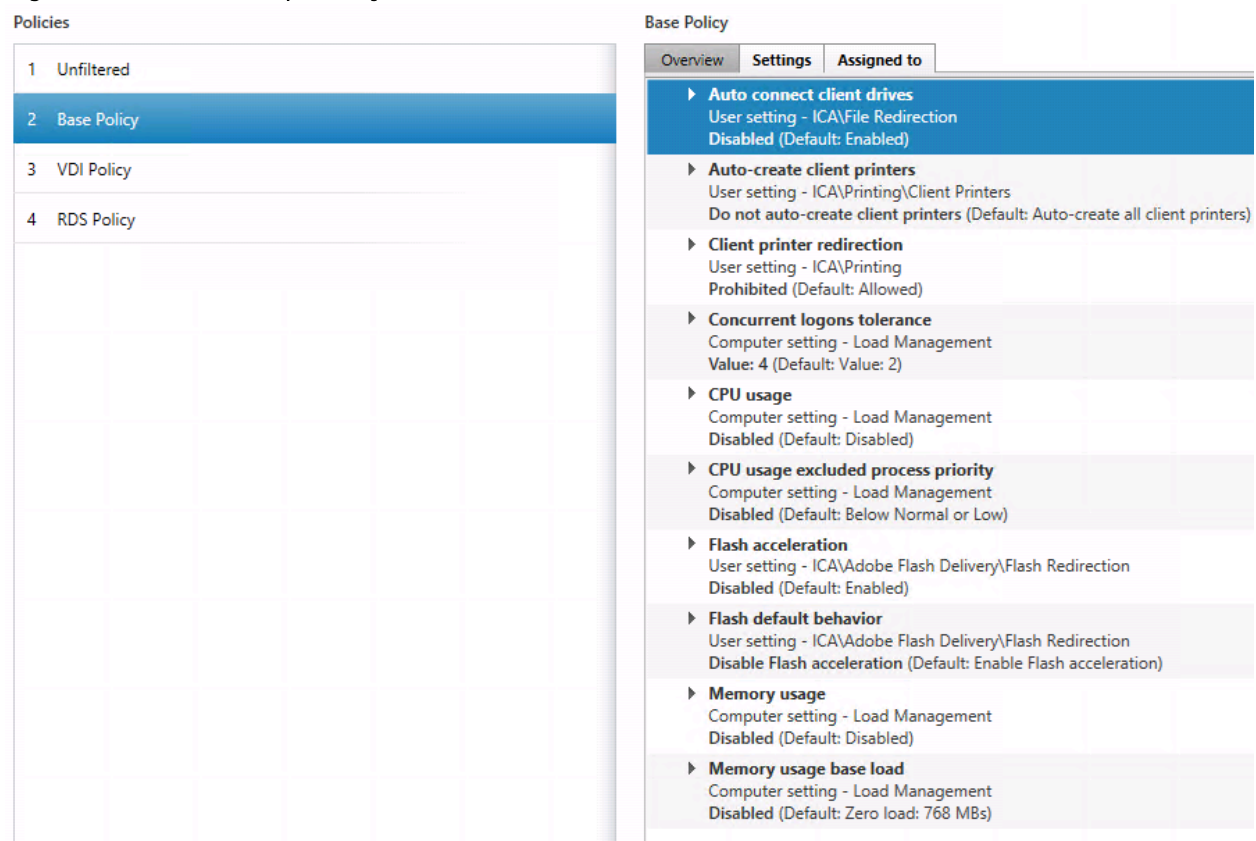 Policies
1 Unfiltered
2 Base Policy
3 VDI Policy
4 RDS Policy
Base Policy
Overview Settings Assigned to
Auto connect client drives
User setting - ICA\File Redirection
Disabled (Default: Enabled)
Auto-create client printers
User setting - ICA\Printing\Client Printers
Do not auto-create client printers (Default: Auto-create all client printers)
Client printer redirection
User setting - ICA\Printing
Prohibited (Default: Allowed)
Concurrent logons tolerance
Computer setting - Load Management
Value: 4 (Default: Value: 2)
CPU usage
Computer setting - Load Management
Disabled (Default: Disabled)
CPU usage excluded process priority
Computer setting - Load Management
Disabled (Default: Below Normal or Low)
Flash acceleration
User setting - ICA\Adobe Flash Delivery\Flash Redirection
Disabled (Default: Enabled)
Flash default behavior
User setting - ICA\Adobe Flash Delivery\Flash Redirection
Disable Flash acceleration (Default: Enable Flash acceleration)
Memory usage
Computer setting - Load Management
Disabled (Default: Disabled)
Memory usage base load
Computer setting - Load Management
Disabled (Default: Zero load: 768 MBs)